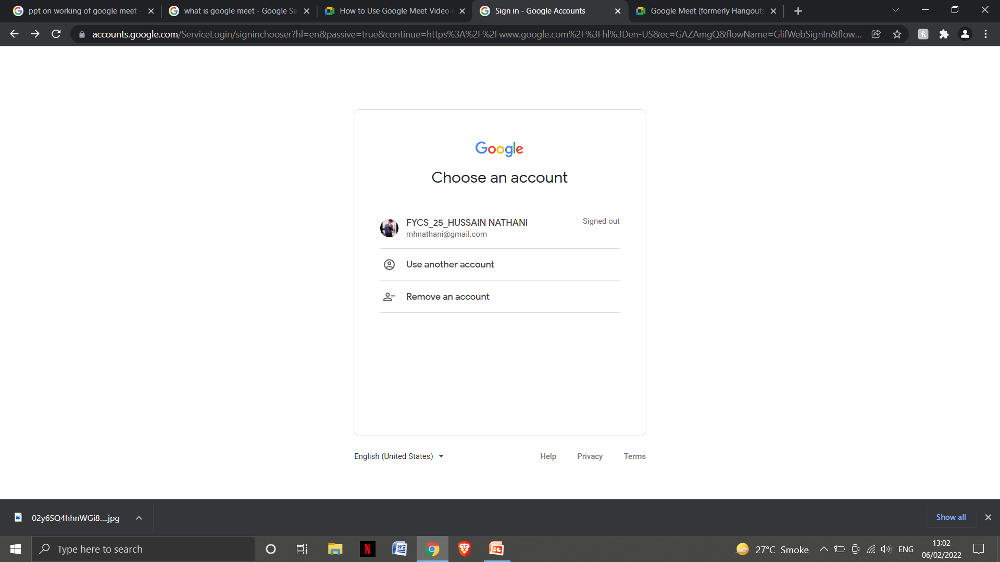 ppt on working of google meet -
what is google meet - Google Se
How to Use Google Meet Video C
Sign in - Google Accounts
Google Meet (formerly Hangouts
accounts.google.com/ServiceLogin/signinchooser?hl=en&passive=true&continue=https%3A%2F%2Fwww.google.com%2F%3Fhl%3Den-US&ec=GAZAmgQ&flowName=GlifWebSignIn&flow...
Google
Choose an account
FYCS_25_HUSSAIN NATHANI
Signed out
mhnathani@gmail.com
Use another account
Remove an account
English (United States)
Help
Privacy
Terms
02y6SQ4hhnWGi8....jpg
Show all
Type here to search
27°C Smoke
ENG
13:02
06/02/2022